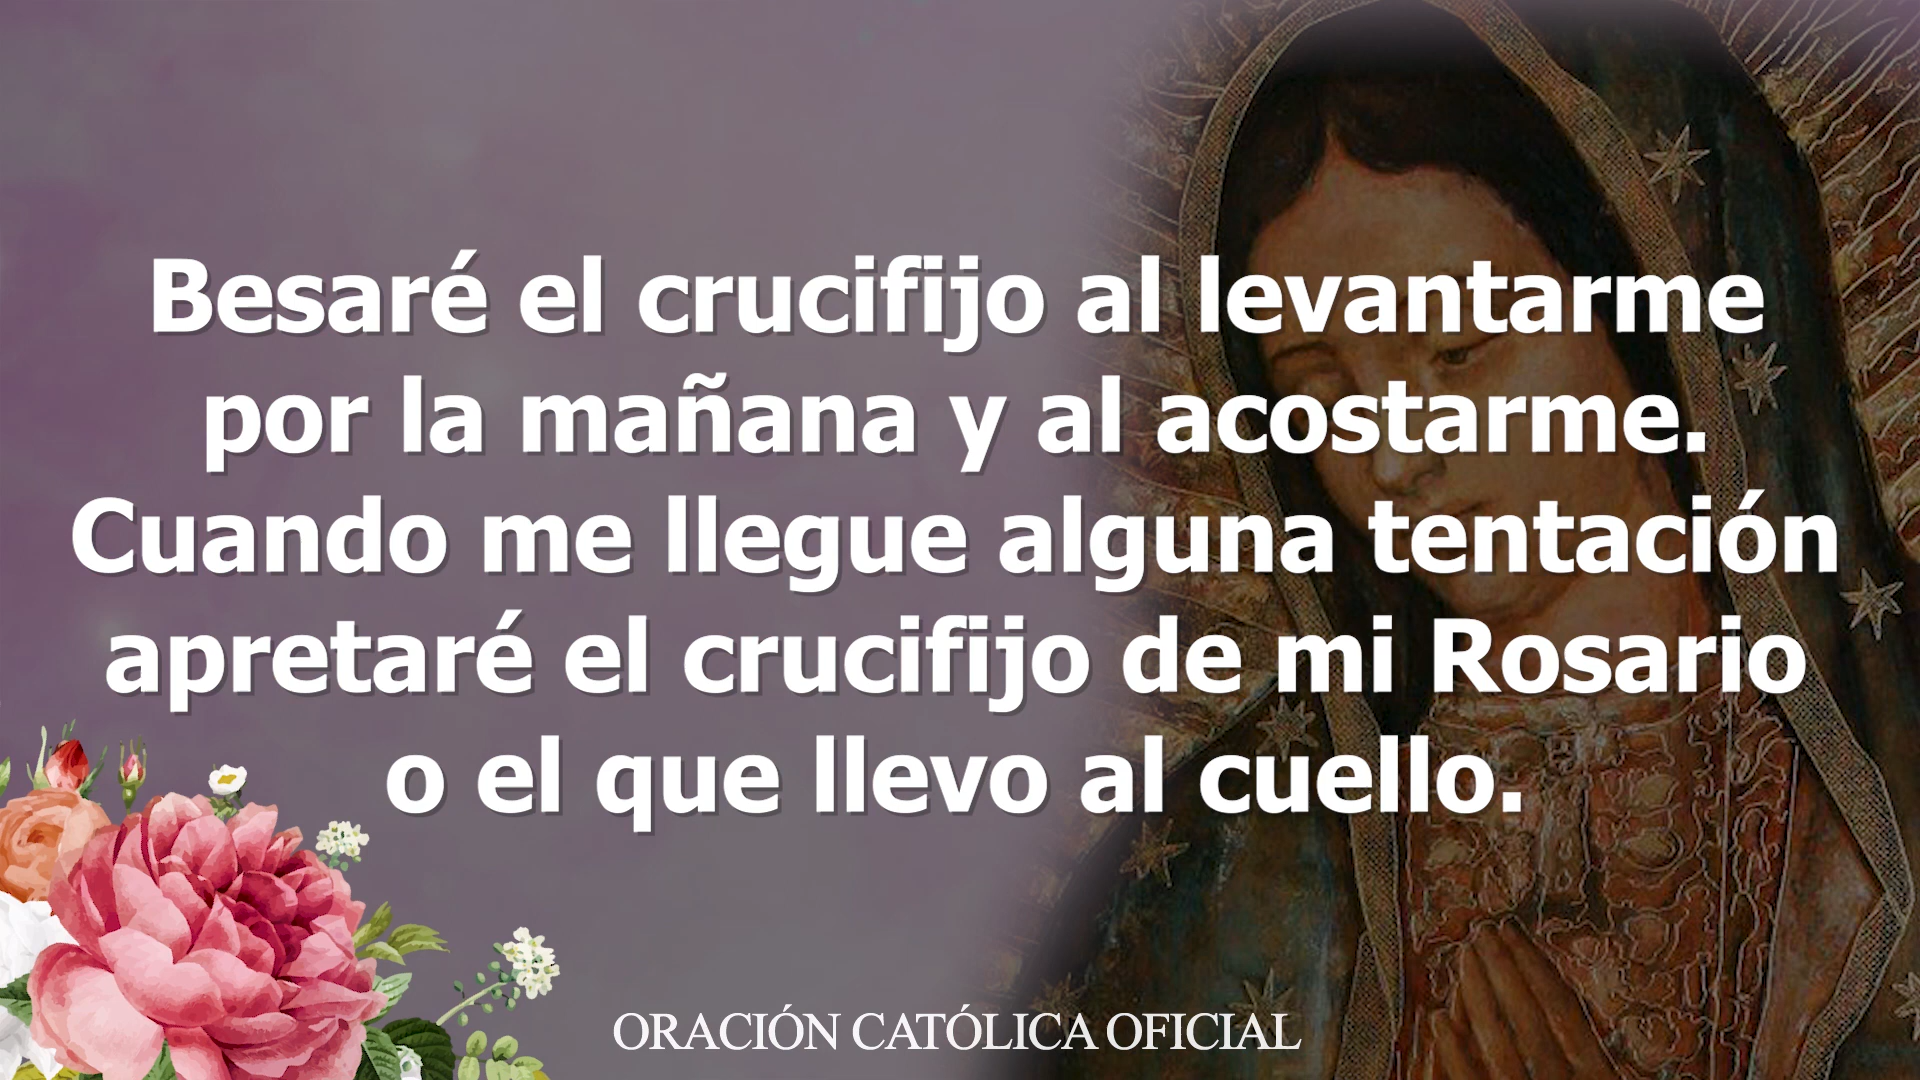 Besaré el crucifijo al levantarme
por la mañana y al acostarme.
Cuando me llegue alguna tentación
apretaré el crucifijo de mi Rosario
o el que llevo al cuello.
ORACIÓN CATÓLICA OFICIAL